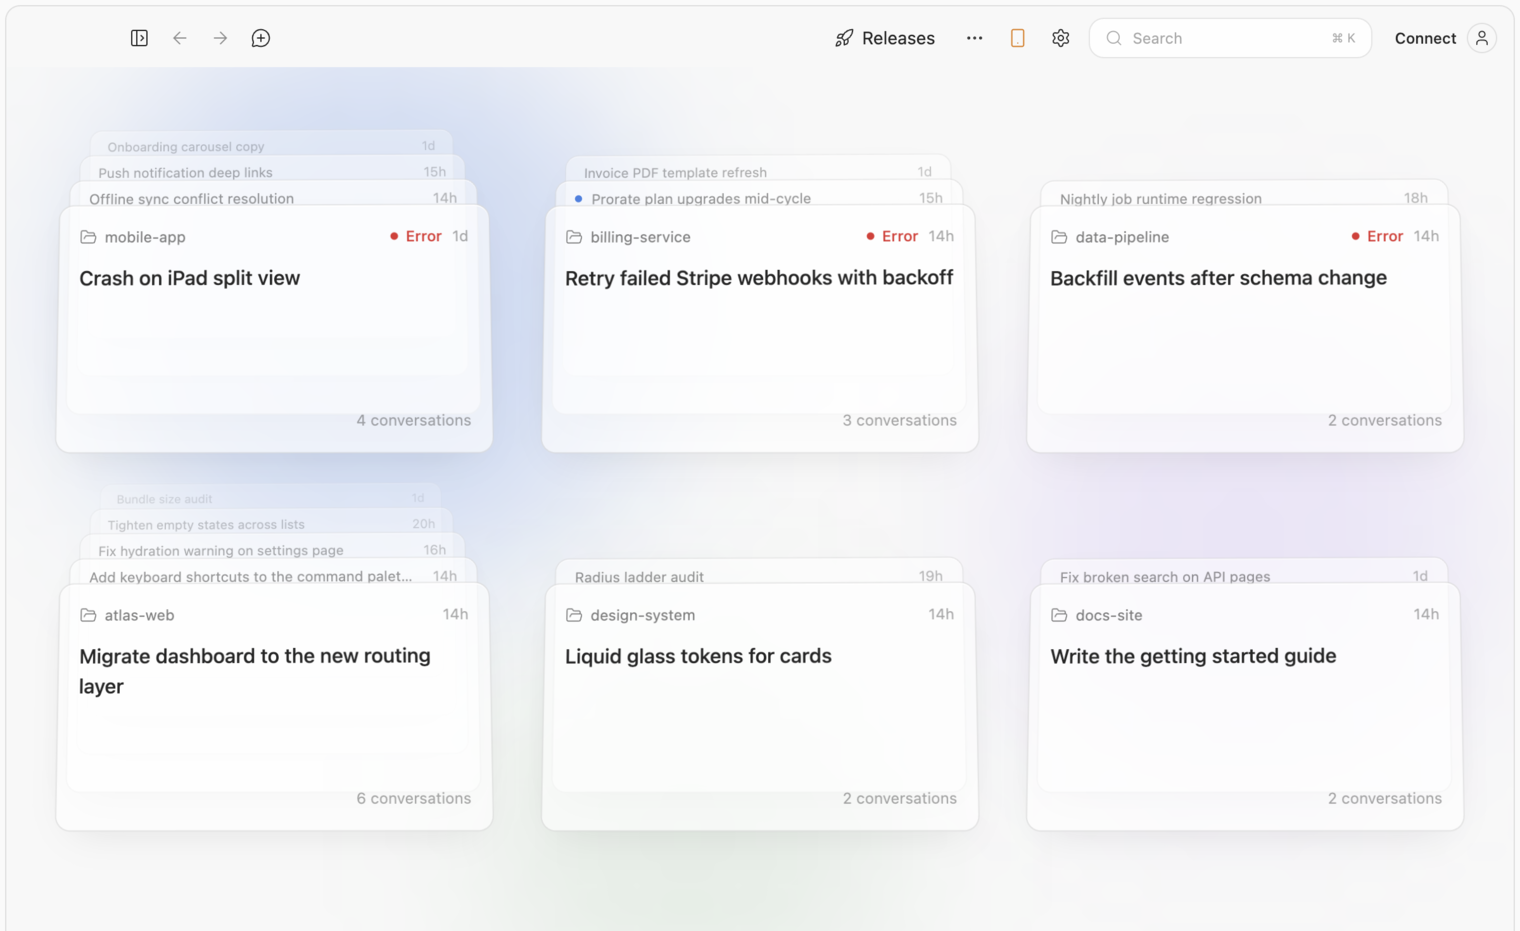 Releases
Search
⌘ K
Connect
Onboarding carousel copy 1d
Push notification deep links 15h
Offline sync conflict resolution 14h
mobile-app Error 1d
Crash on iPad split view
4 conversations
Invoice PDF template refresh 1d
Prorate plan upgrades mid-cycle 15h
billing-service Error 14h
Retry failed Stripe webhooks with backoff
3 conversations
Nightly job runtime regression 18h
data-pipeline Error 14h
Backfill events after schema change
2 conversations
Bundle size audit 1d
Tighten empty states across lists 20h
Fix hydration warning on settings page 16h
Add keyboard shortcuts to the command palet... 14h
atlas-web 14h
Migrate dashboard to the new routing
layer
6 conversations
Radius ladder audit 19h
design-system 14h
Liquid glass tokens for cards
2 conversations
Fix broken search on API pages 1d
docs-site 14h
Write the getting started guide
2 conversations